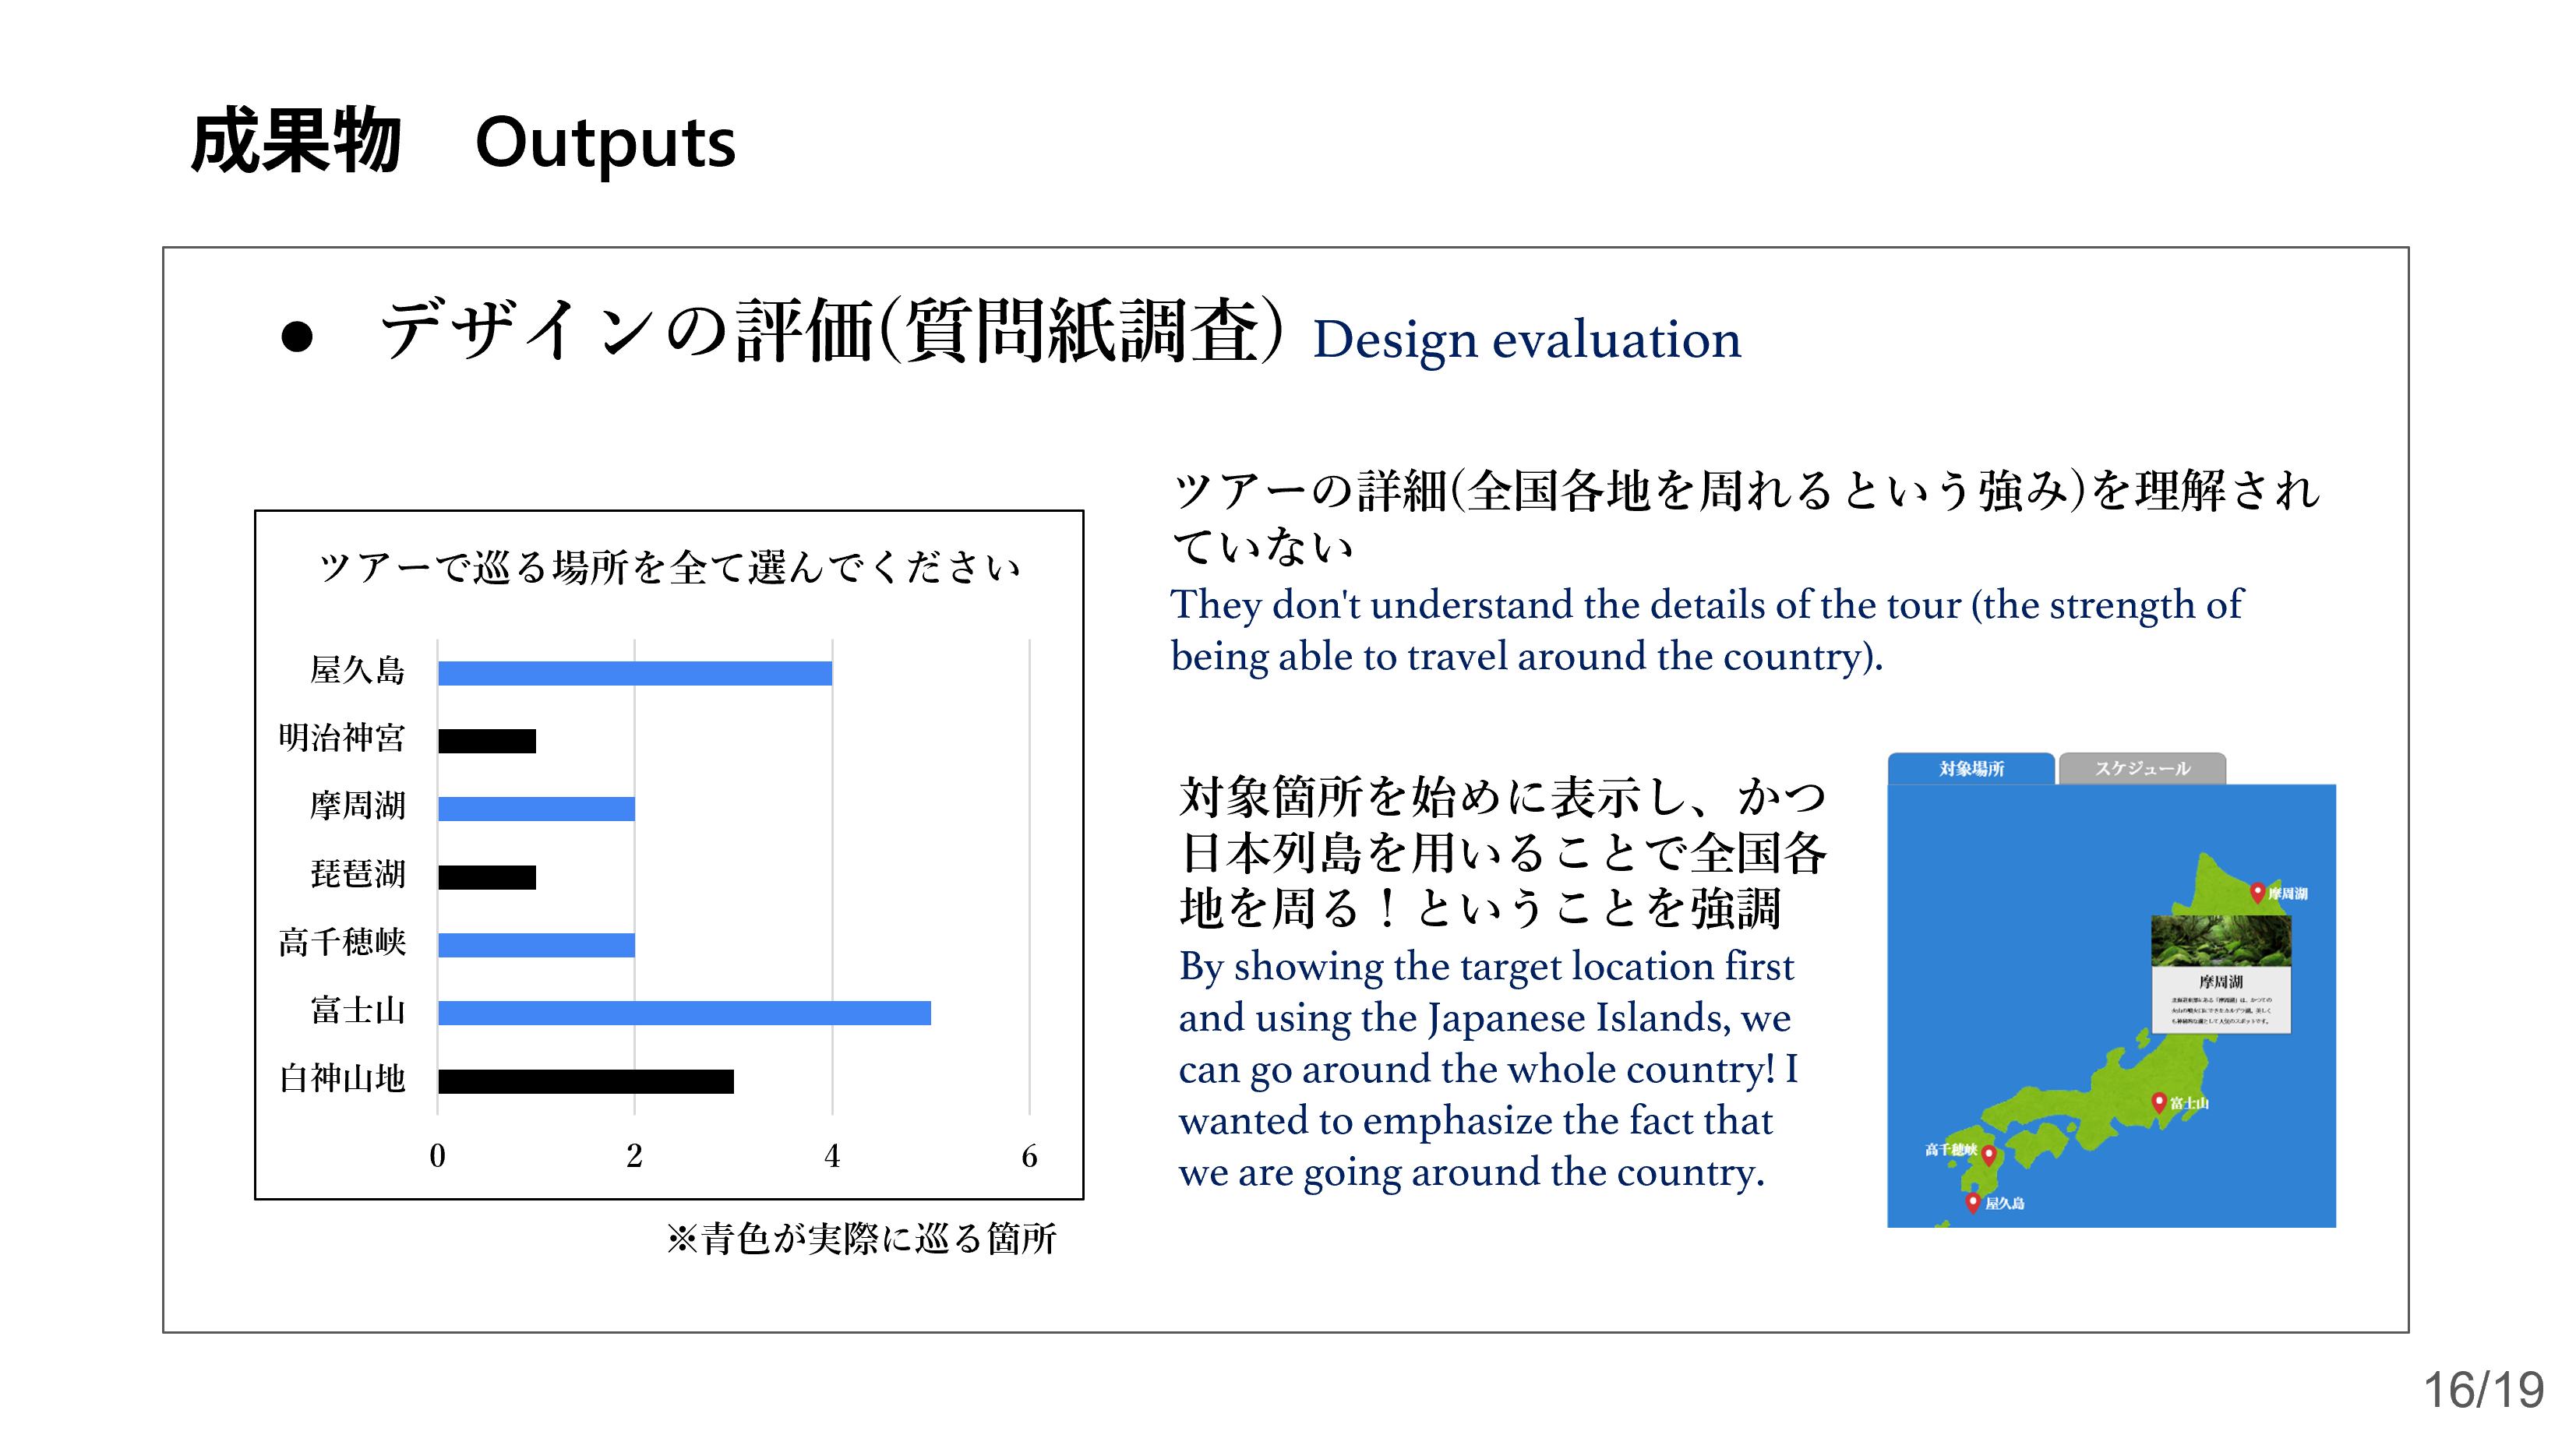 成果物　Outputs
● デザインの評価(質問紙調査) Design evaluation
ツアーで巡る場所を全て選んでください
屋久島
明治神宮
摩周湖
琵琶湖
高千穂峡
富士山
白神山地
0 2 4 6
※青色が実際に巡る箇所
ツアーの詳細(全国各地を周れるという強み)を理解され
ていない
They don't understand the details of the tour (the strength of
being able to travel around the country).
対象箇所を始めに表示し、かつ
日本列島を用いることで全国各
地を周る！ということを強調
By showing the target location first
and using the Japanese Islands, we
can go around the whole country! I
wanted to emphasize the fact that
we are going around the country.
対象場所 スケジュール
摩周湖
摩周湖
富士山
高千穂峡
屋久島
16/19